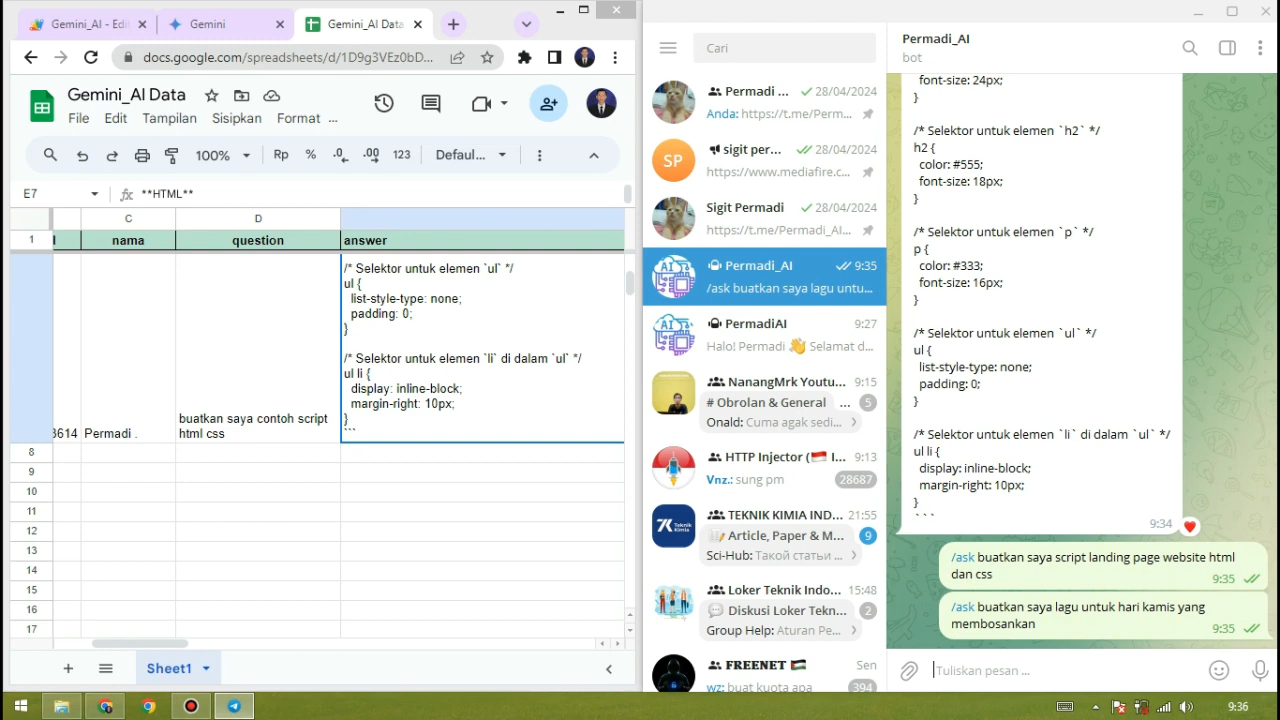 Gemini_AI - Edi
Gemini
Gemini_AI Data
docs.google.com/spreadsheets/d/1D9g3VEz0bD...
Gemini_AI Data
File Edit Tampilan Sisipkan Format ...
100% Rp % .0 .00 123 Defaul...
E7 fx **HTML**
C D
1 nama question answer
/* Selektor untuk elemen `ul` */
ul {
list-style-type: none;
padding: 0;
}
/* Selektor untuk elemen `li` di dalam `ul` */
ul li {
display: inline-block;
margin-right: 10px;
}
```
3614 Permadi . buatkan saya contoh script
html css
8
9
10
11
12
13
14
15
16
17
Sheet1
Cari
Permadi ... 28/04/2024
Anda: https://t.me/Perm...
SP
sigit per... 28/04/2024
https://www.mediafire.c...
Sigit Permadi 28/04/2024
https://t.me/Permadi_AI...
AI
Permadi_AI 9:35
/ask buatkan saya lagu untu...
AI
PermadiAI 9:27
Halo! Permadi 👋 Selamat d...
NanangMrk Youtu... 9:15
# Obrolan & General ... 5
Onald: Cuma agak sedi...
HTTP Injector (🇮🇩 I... 9:13
Vnz.: sung pm 28687
7K Teknik Kimia
TEKNIK KIMIA IND... 21:55
Article, Paper & M... 9
Sci-Hub: Такой статьи ...
Loker Teknik Indo... 15:48
Diskusi Loker Tekn... 2
Group Help: Aturan Pe...
FREENET 🇵🇸 Sen
wz: buat kuota apa 394
Permadi_AI
bot
font-size: 24px;
}
/* Selektor untuk elemen `h2` */
h2 {
color: #555;
font-size: 18px;
}
/* Selektor untuk elemen `p` */
p {
color: #333;
font-size: 16px;
}
/* Selektor untuk elemen `ul` */
ul {
list-style-type: none;
padding: 0;
}
/* Selektor untuk elemen `li` di dalam `ul` */
ul li {
display: inline-block;
margin-right: 10px;
}
```
9:34
/ask buatkan saya script landing page website html
dan css
9:35
/ask buatkan saya lagu untuk hari kamis yang
membosankan
9:35
Tuliskan pesan ...
9:36